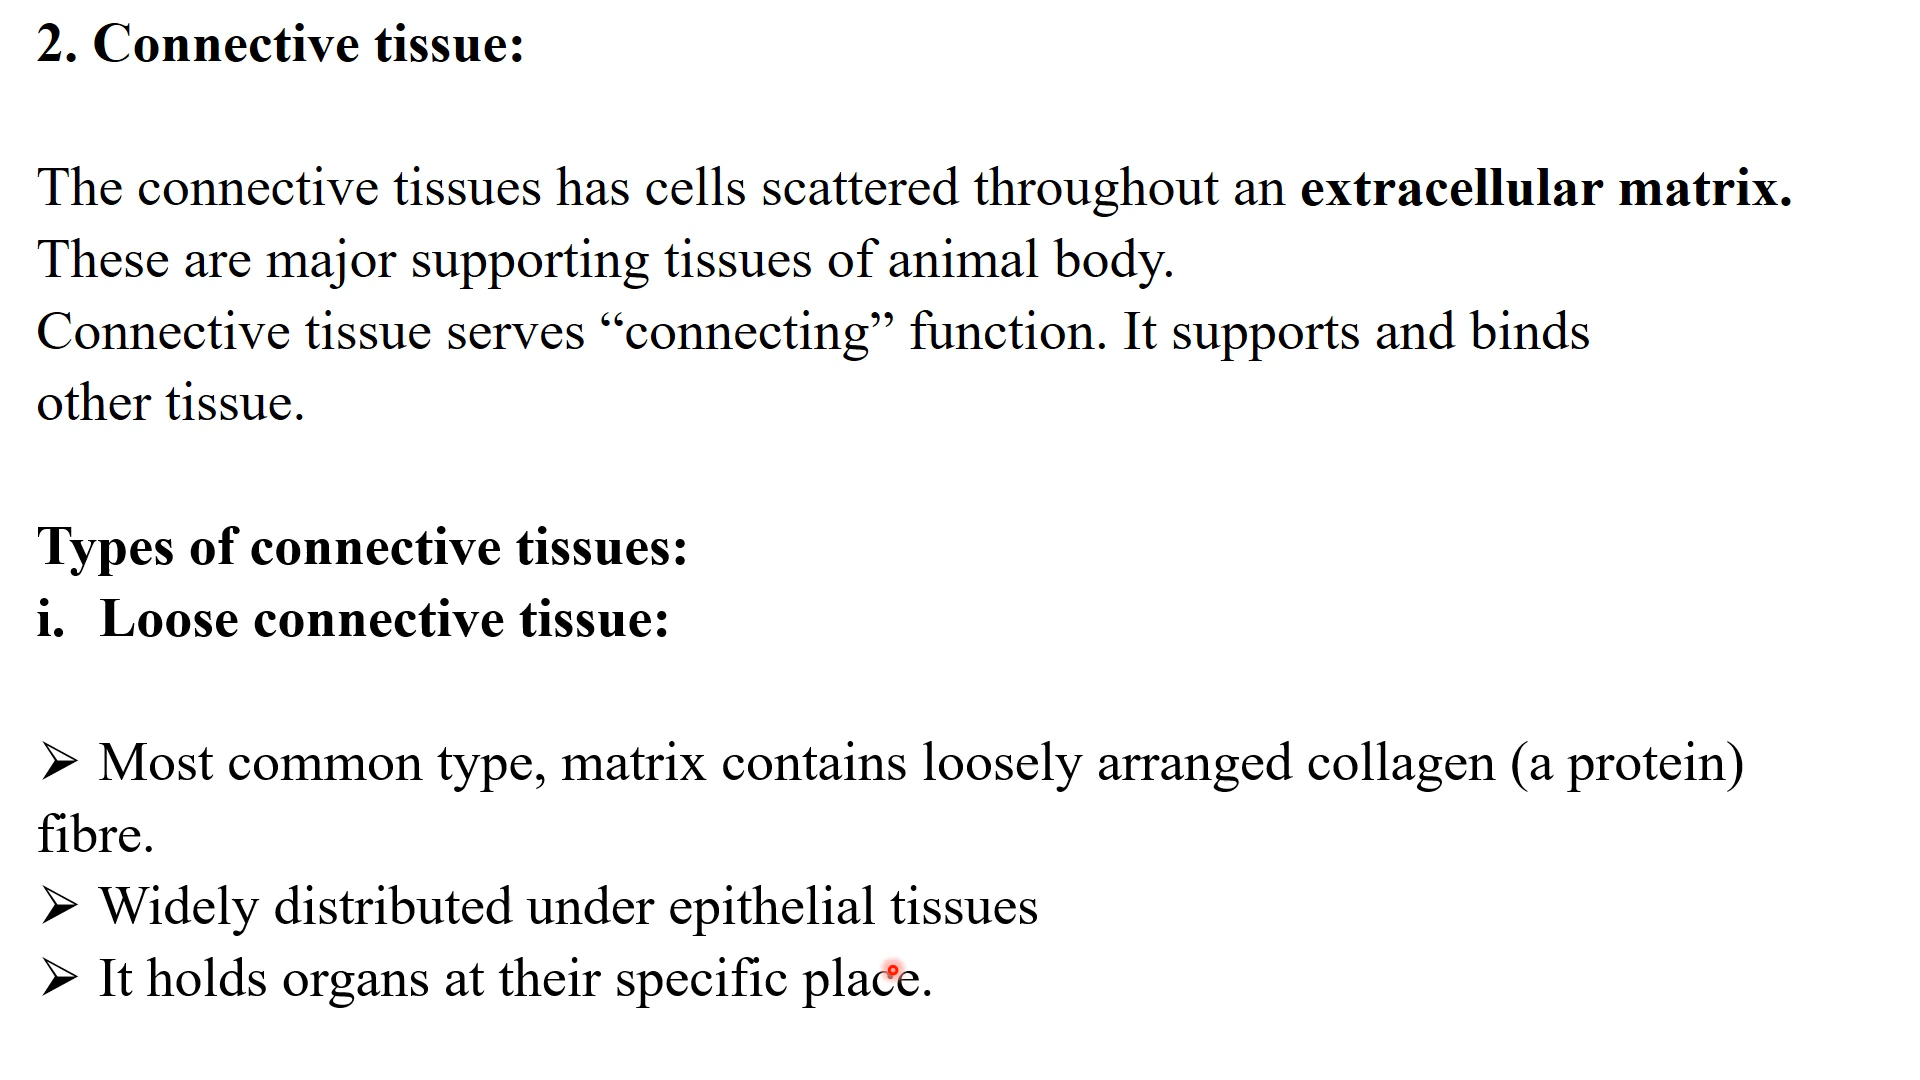 2. Connective tissue:
The connective tissues has cells scattered throughout an extracellular matrix.
These are major supporting tissues of animal body.
Connective tissue serves “connecting” function. It supports and binds
other tissue.
Types of connective tissues:
i. Loose connective tissue:
➢ Most common type, matrix contains loosely arranged collagen (a protein)
fibre.
➢ Widely distributed under epithelial tissues
➢ It holds organs at their specific place.